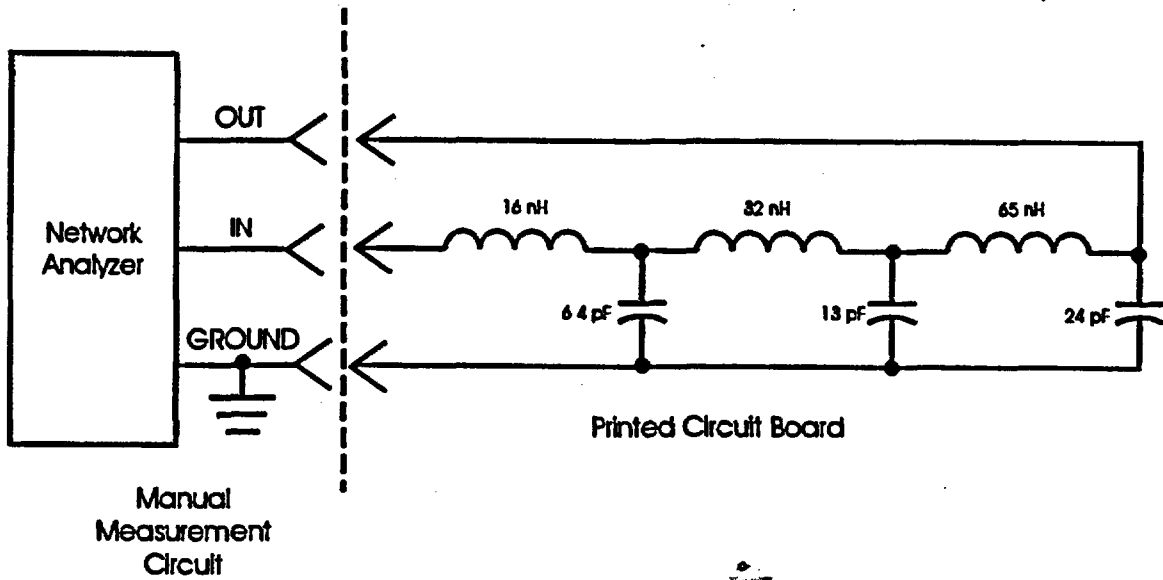 OUT
16 nH
32 nH
65 nH
IN
Network
Analyzer
6 4 pF
13 pF
24 pF
GROUND
Printed Circuit Board
Manual
Measurement
Circuit